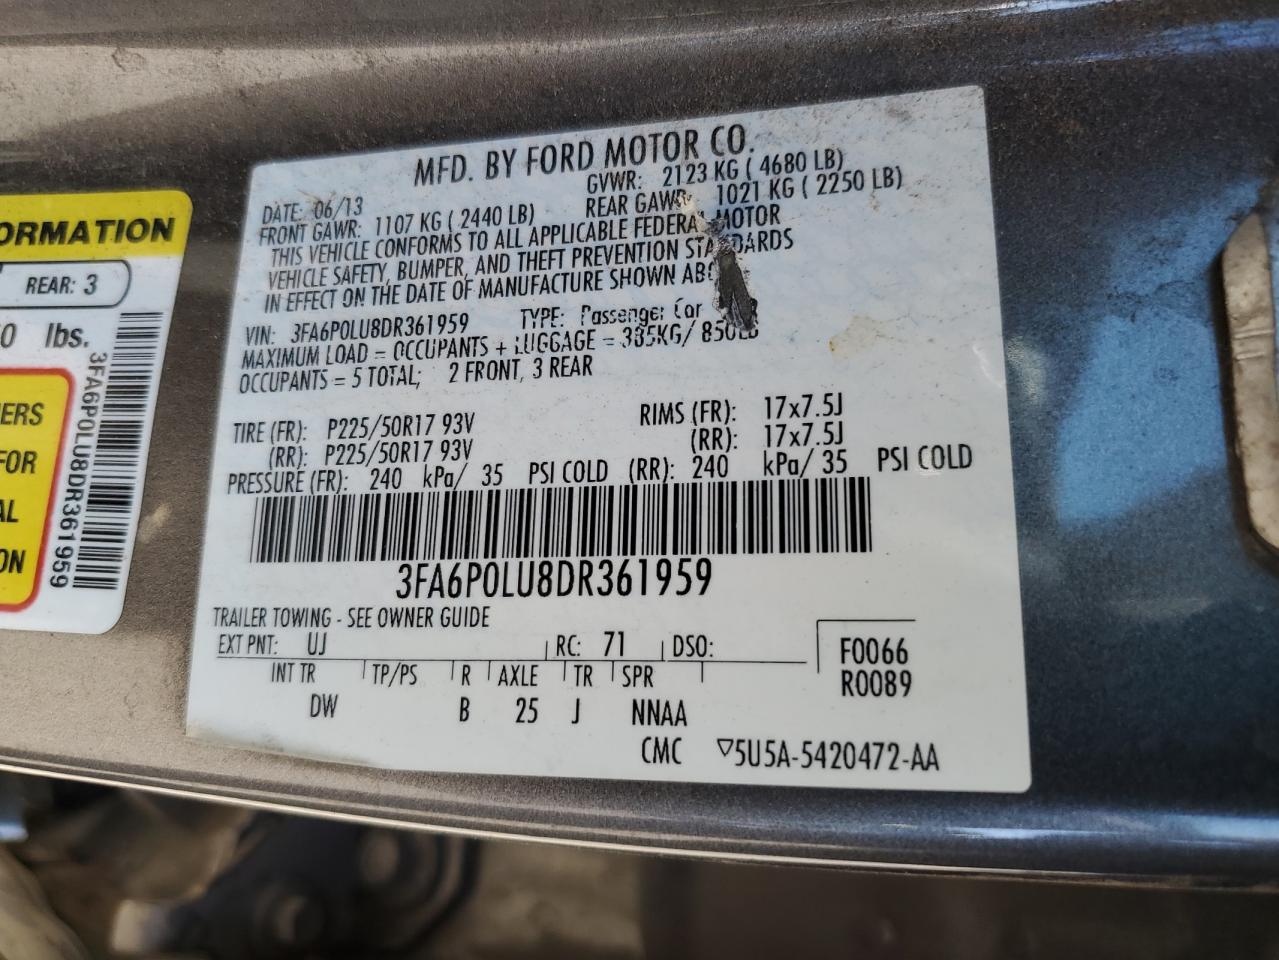 MFD. BY FORD MOTOR CO.
DATE: 06/13 GVWR: 2123 KG ( 4680 LB)
FRONT GAWR: 1107 KG ( 2440 LB) REAR GAWR 1021 KG ( 2250 LB)
THIS VEHICLE CONFORMS TO ALL APPLICABLE FEDERA MOTOR
VEHICLE SAFETY, BUMPER, AND THEFT PREVENTION STANDARDS
IN EFFECT ON THE DATE OF MANUFACTURE SHOWN ABO
VIN: 3FA6P0LU8DR361959 TYPE: Passenger Car
MAXIMUM LOAD = OCCUPANTS + LUGGAGE = 385KG/ 850LB
OCCUPANTS = 5 TOTAL; 2 FRONT, 3 REAR
TIRE (FR): P225/50R17 93V RIMS (FR): 17x7.5J
(RR): P225/50R17 93V (RR): 17x7.5J
PRESSURE (FR): 240 kPa/ 35 PSI COLD (RR): 240 kPa/ 35 PSI COLD
3FA6P0LU8DR361959
TRAILER TOWING - SEE OWNER GUIDE
EXT PNT: UJ RC: 71 DSO:
INT TR TP/PS R AXLE TR SPR
DW B 25 J NNAA
F0066
R0089
CMC ▽5U5A-5420472-AA
ORMATION
REAR: 3
0 lbs.
ERS
FOR
AL
ON
3FA6P0LU8DR361959